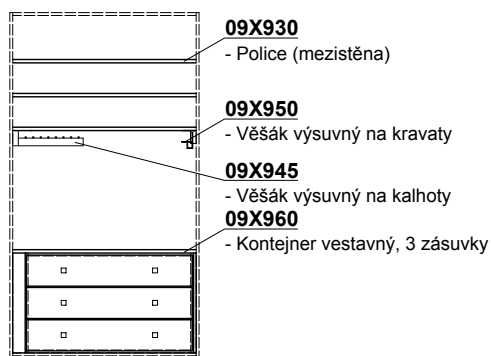 09X930
- Police (mezistěna)
09X950
- Věšák výsuvný na kravaty
09X945
- Věšák výsuvný na kalhoty
09X960
- Kontejner vestavný, 3 zásuvky